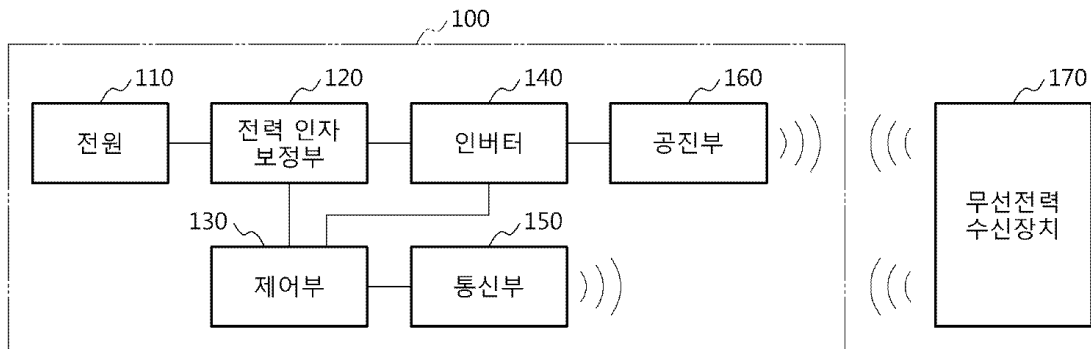 100
110
120
140
160
170
전원
전력 인자
보정부
인버터
공진부
무선전력
수신장치
130
150
제어부
통신부